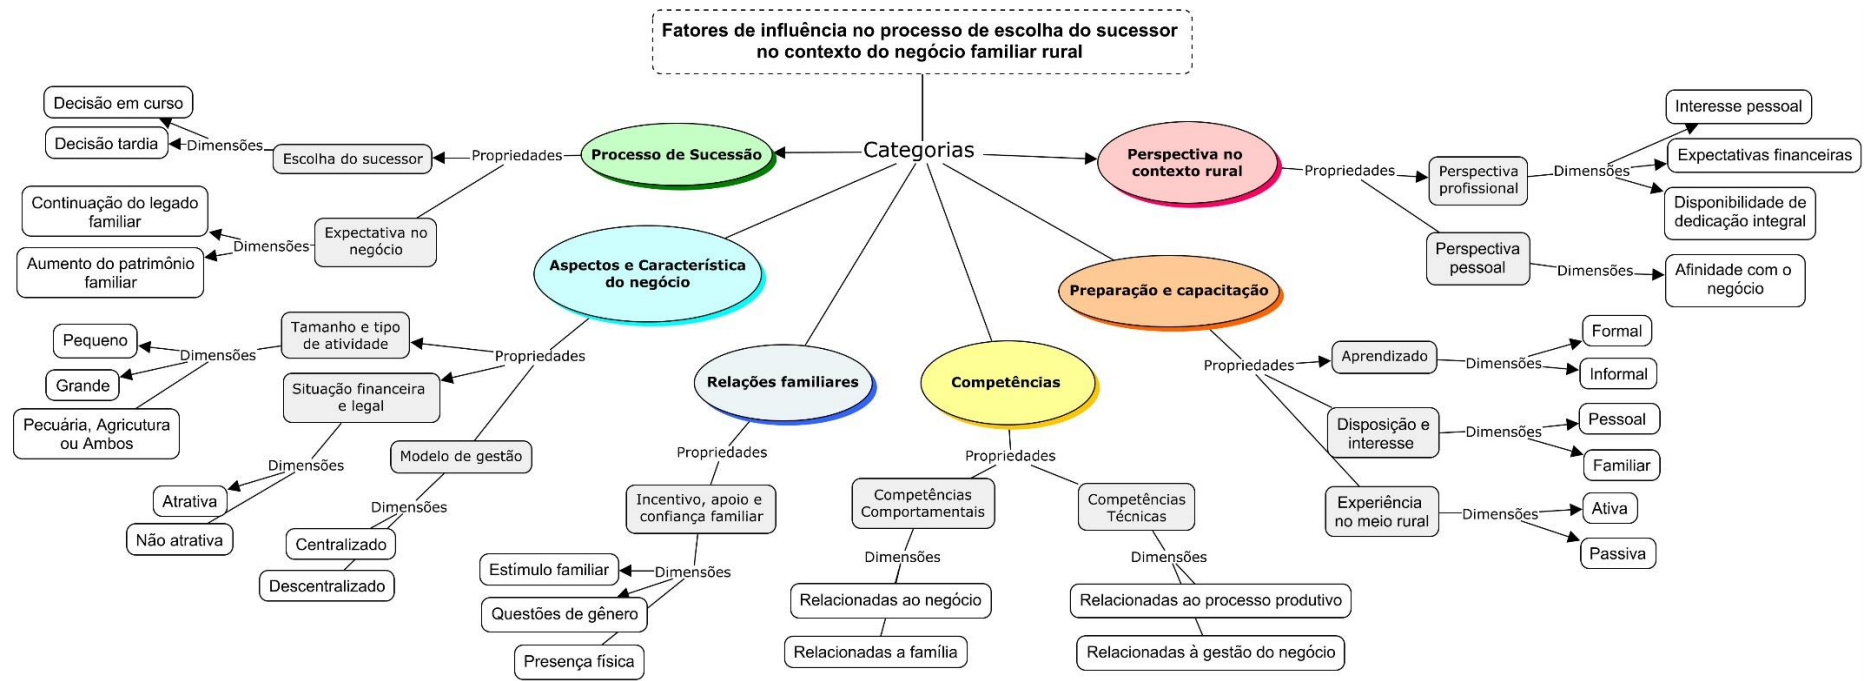 Fatores de influência no processo de escolha do sucessor
no contexto do negócio familiar rural
Categorias
Processo de Sucessão
Propriedades
Escolha do sucessor
Dimensões
Decisão em curso
Decisão tardia
Expectativa no
negócio
Dimensões
Continuação do legado
familiar
Aumento do patrimônio
familiar
Aspectos e Característica
do negócio
Propriedades
Tamanho e tipo
de atividade
Dimensões
Pequeno
Grande
Pecuária, Agricutura
ou Ambos
Situação financeira
e legal
Dimensões
Atrativa
Não atrativa
Modelo de gestão
Dimensões
Centralizado
Descentralizado
Relações familiares
Propriedades
Incentivo, apoio e
confiança familiar
Dimensões
Estímulo familiar
Questões de gênero
Presença física
Competências
Propriedades
Competências
Comportamentais
Dimensões
Relacionadas ao negócio
Relacionadas a família
Competências
Técnicas
Dimensões
Relacionadas ao processo produtivo
Relacionadas à gestão do negócio
Preparação e capacitação
Propriedades
Aprendizado
Dimensões
Formal
Informal
Disposição e
interesse
Dimensões
Pessoal
Familiar
Experiência
no meio rural
Dimensões
Ativa
Passiva
Perspectiva no
contexto rural
Propriedades
Perspectiva
profissional
Dimensões
Interesse pessoal
Expectativas financeiras
Disponibilidade de
dedicação integral
Perspectiva
pessoal
Dimensões
Afinidade com o
negócio